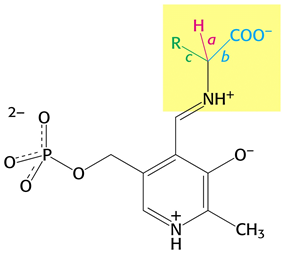 H
R a COO⁻
c b
NH⁺
2−
O
O P O O⁻
O
+
N
H
CH₃